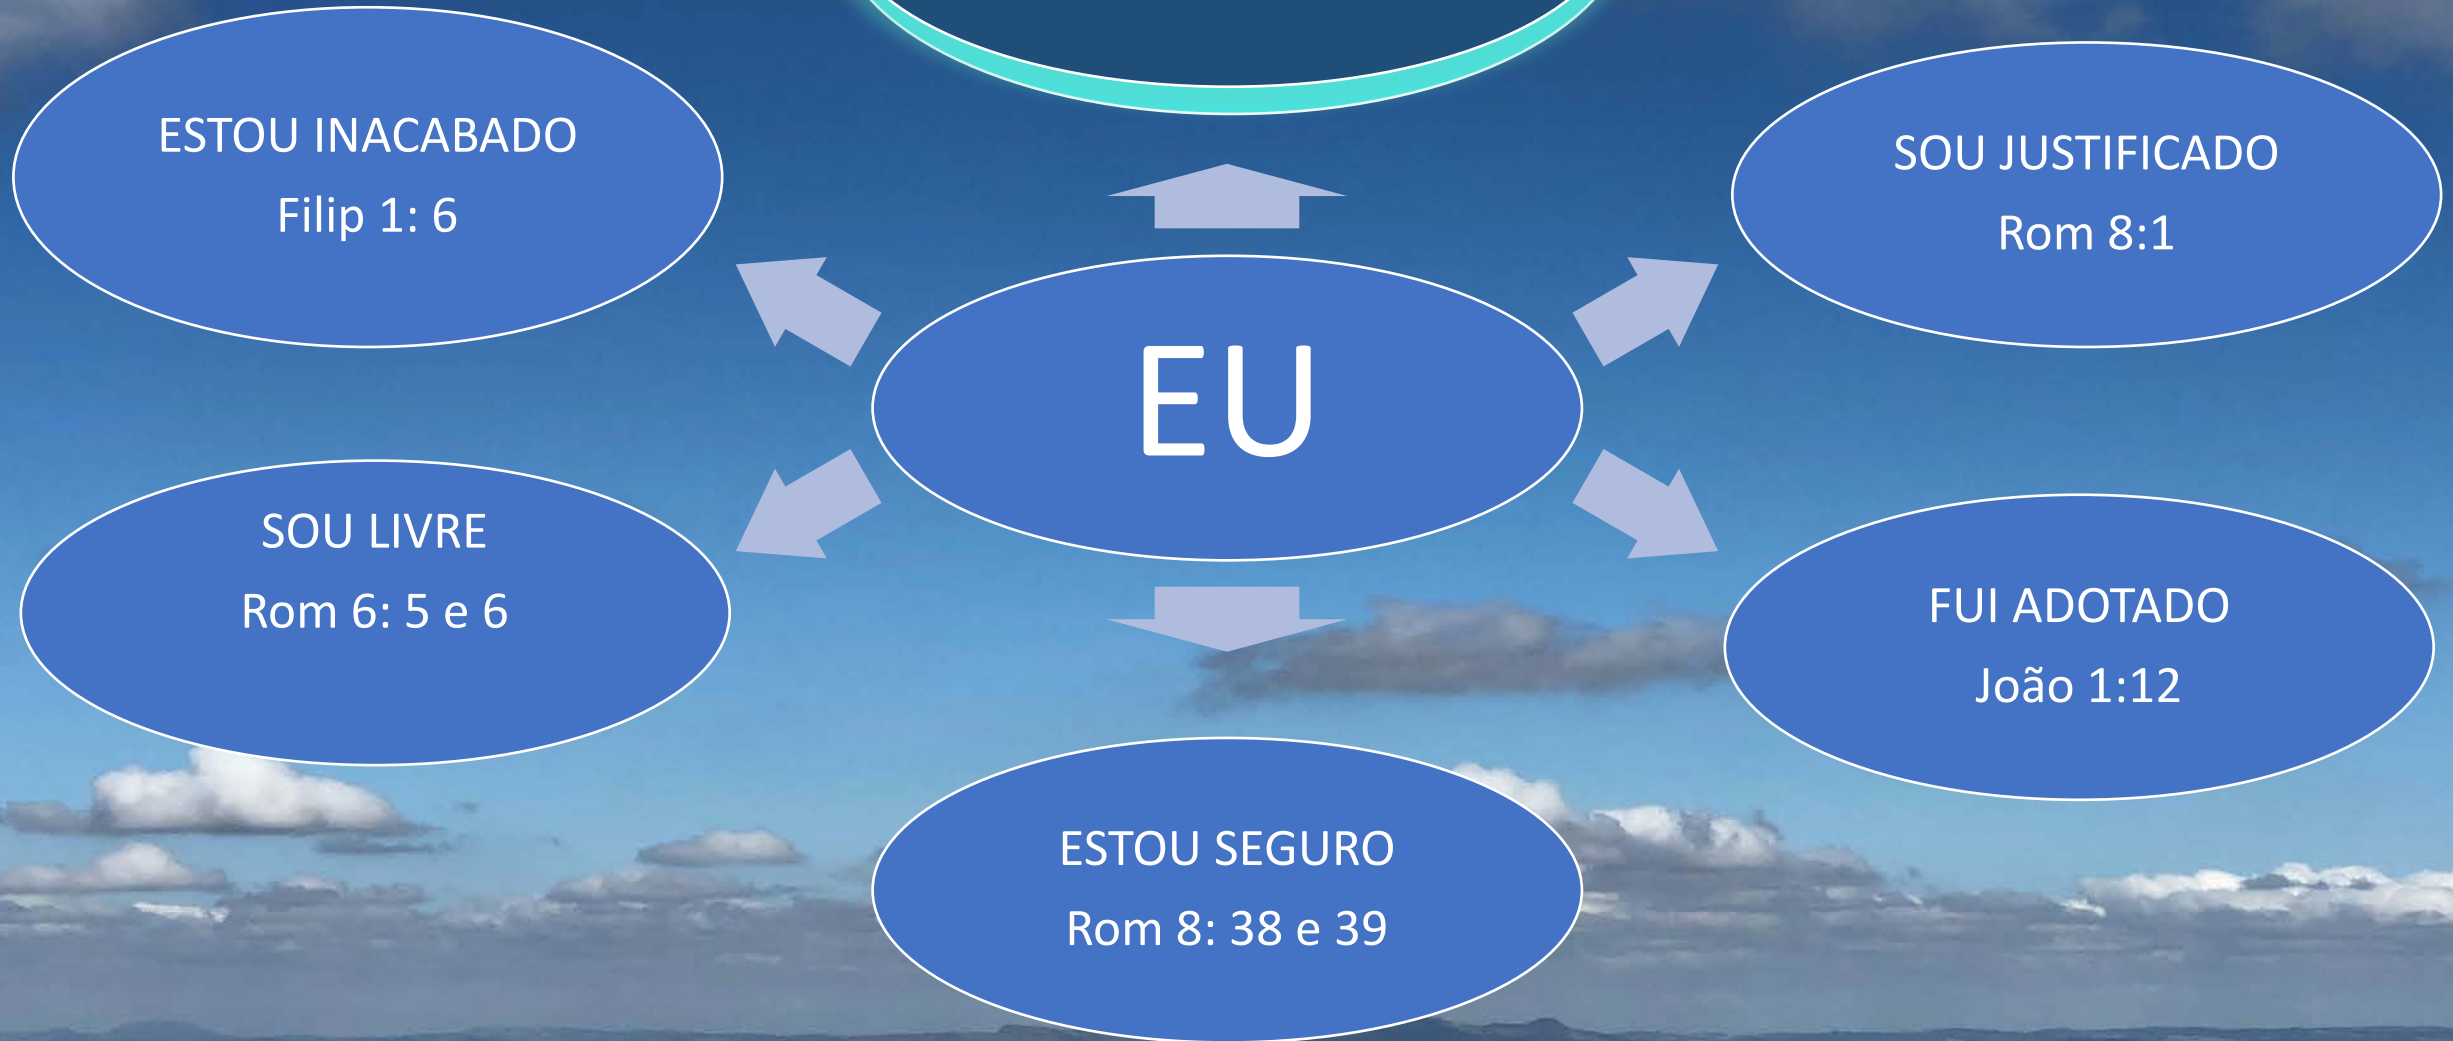 ESTOU INACABADO
Filip 1: 6
SOU JUSTIFICADO
Rom 8:1
EU
SOU LIVRE
Rom 6: 5 e 6
FUI ADOTADO
João 1:12
ESTOU SEGURO
Rom 8: 38 e 39